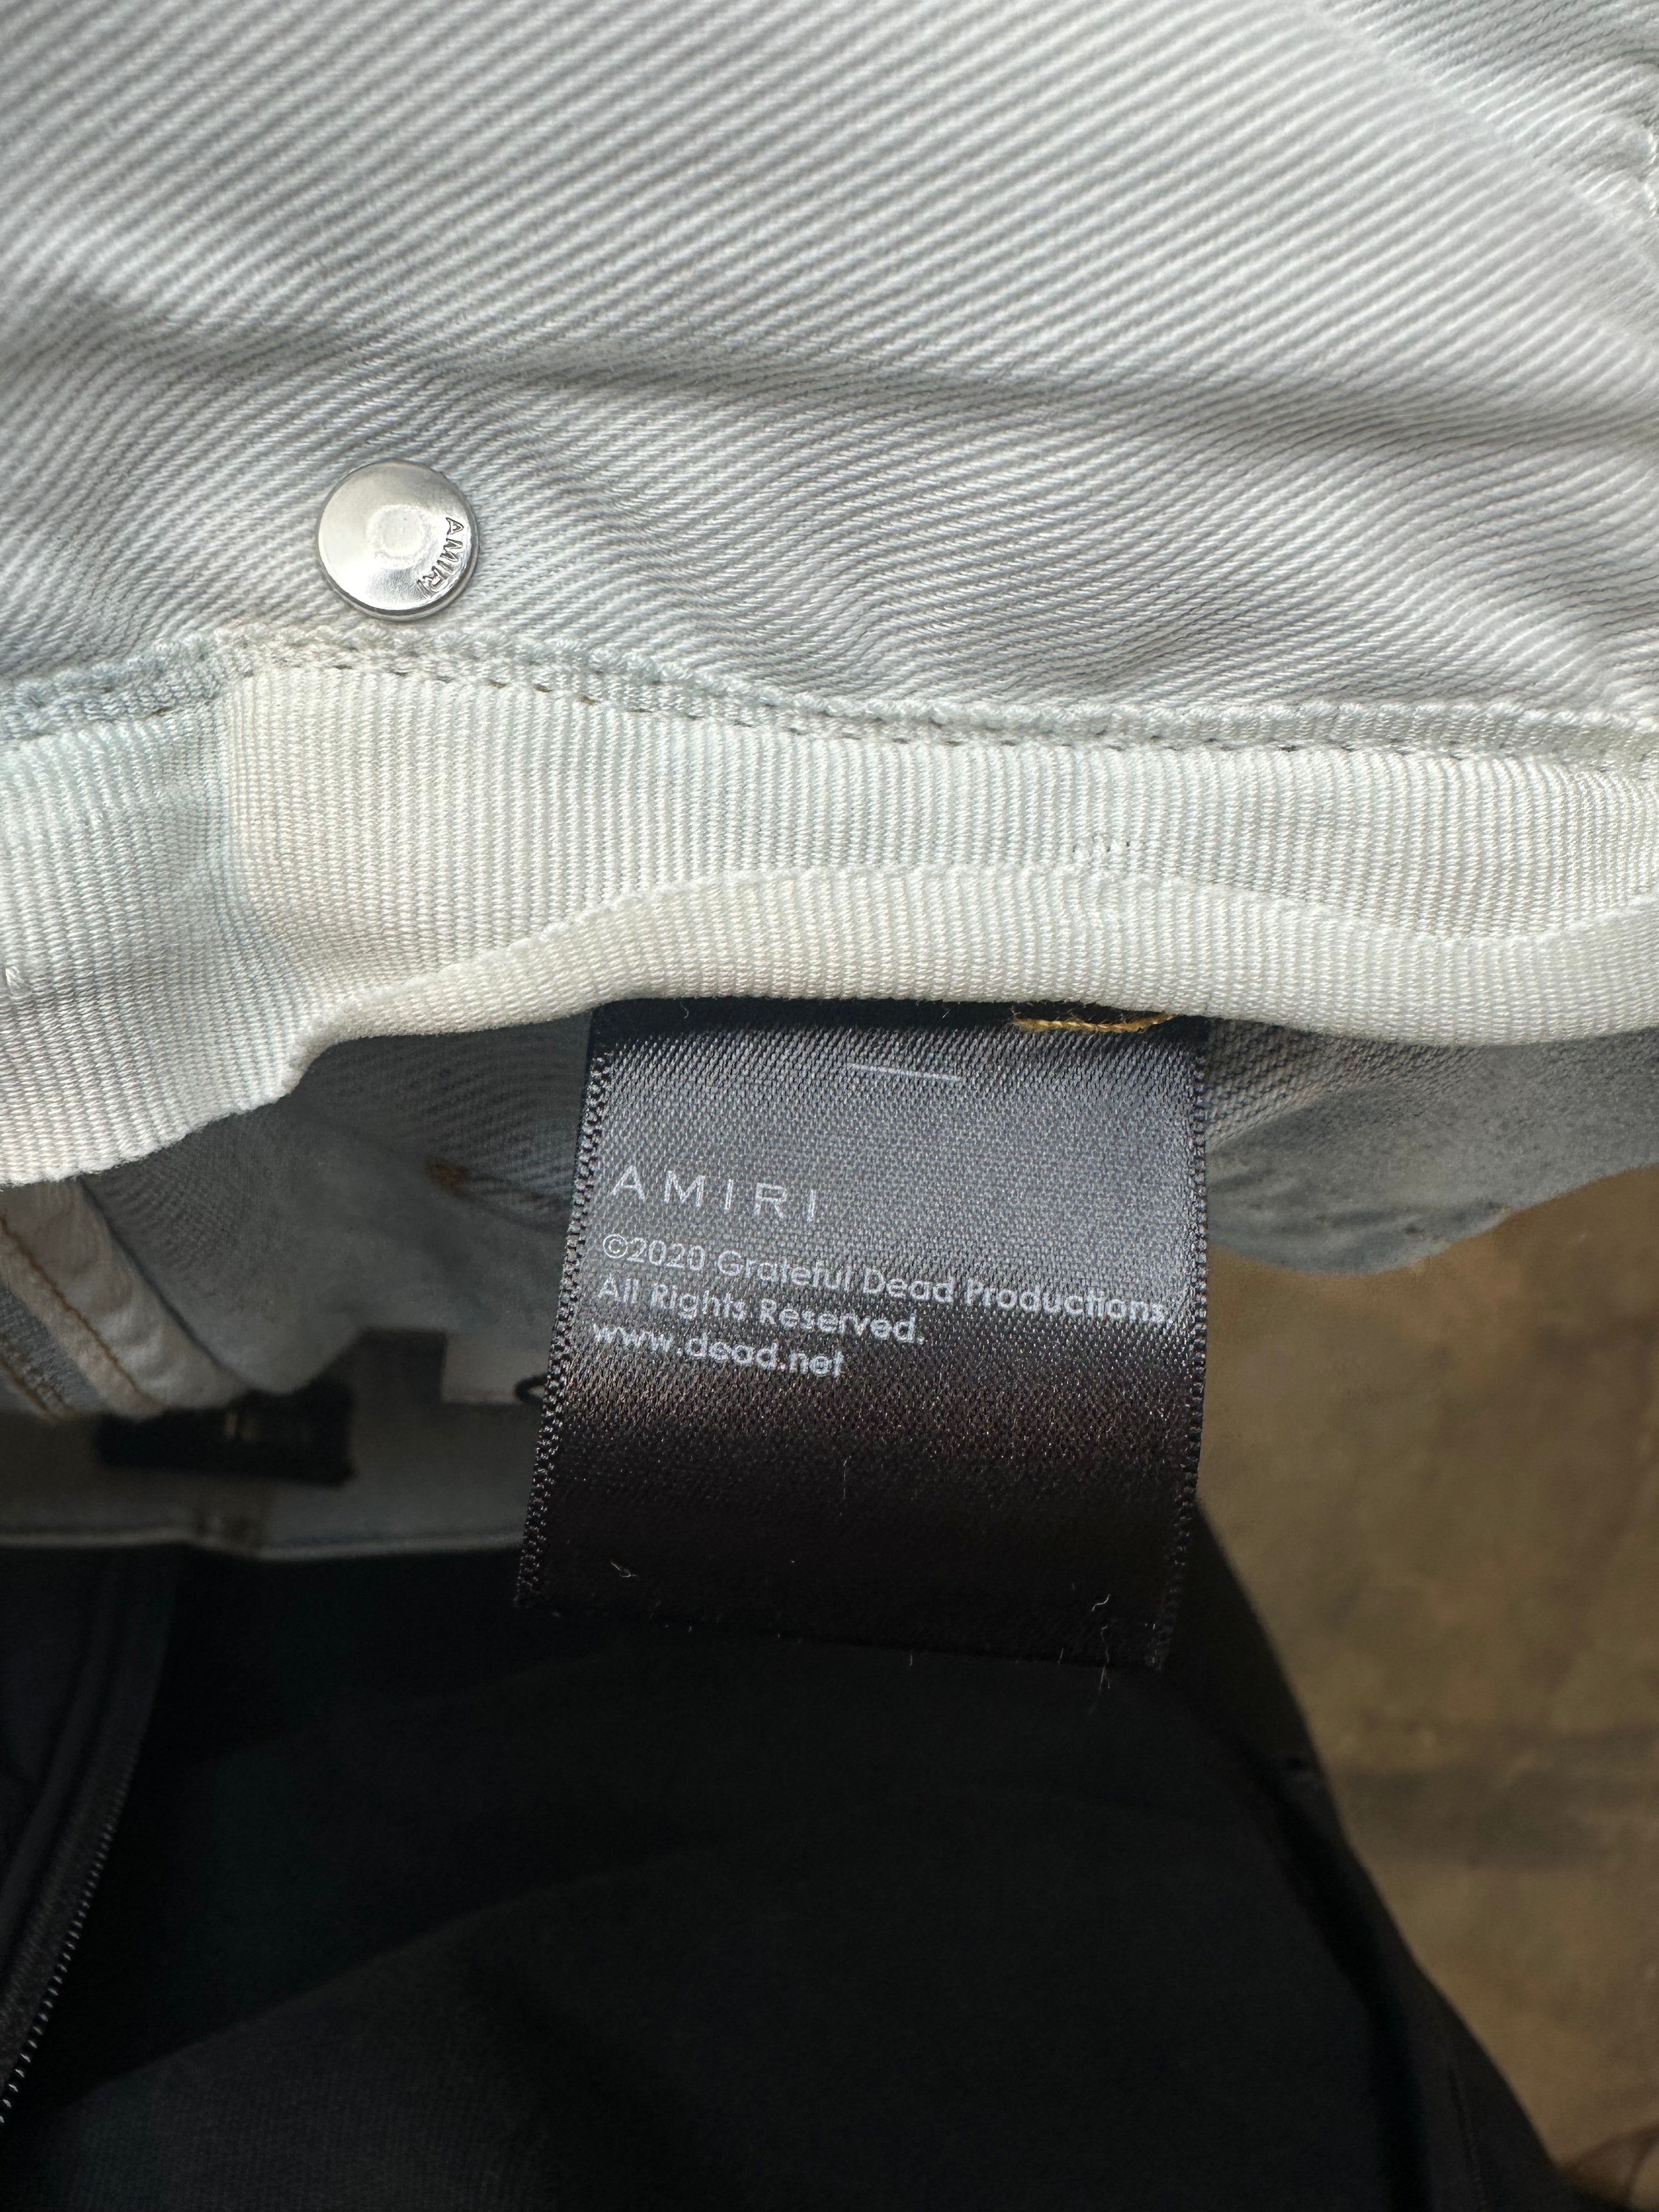 AMIRI
AMIRI
©2020 Grateful Dead Productions
All Rights Reserved.
www.dead.net